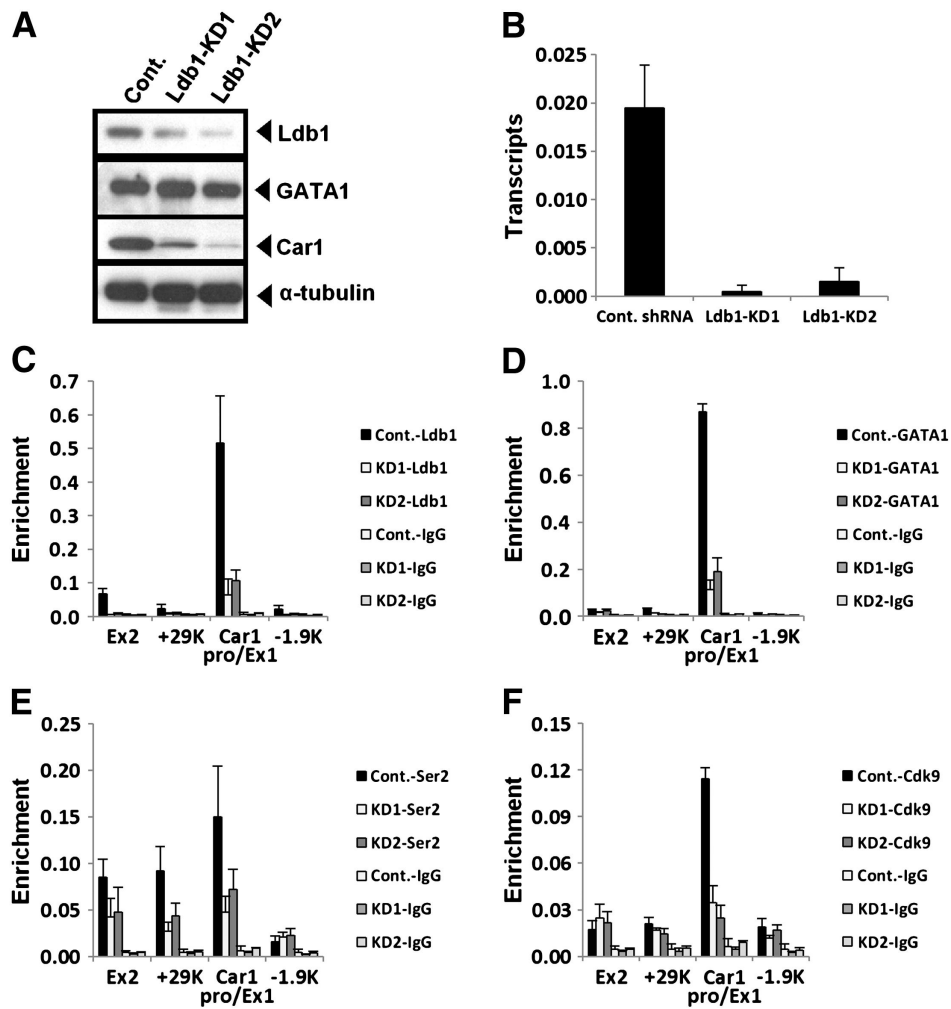 A
Cont.
Ldb1-KD1
Ldb1-KD2
Ldb1
GATA1
Car1
α-tubulin
B
Transcripts
0.025
0.020
0.015
0.010
0.005
0.000
Cont. shRNA Ldb1-KD1 Ldb1-KD2
C
Enrichment
0.7
0.6
0.5
0.4
0.3
0.2
0.1
0.0
Ex2 +29K Car1 -1.9K
pro/Ex1
Cont.-Ldb1
KD1-Ldb1
KD2-Ldb1
Cont.-IgG
KD1-IgG
KD2-IgG
D
Enrichment
1.0
0.8
0.6
0.4
0.2
0.0
Ex2 +29K Car1 -1.9K
pro/Ex1
Cont.-GATA1
KD1-GATA1
KD2-GATA1
Cont.-IgG
KD1-IgG
KD2-IgG
E
Enrichment
0.25
0.20
0.15
0.10
0.05
0.00
Ex2 +29K Car1 -1.9K
pro/Ex1
Cont.-Ser2
KD1-Ser2
KD2-Ser2
Cont.-IgG
KD1-IgG
KD2-IgG
F
Enrichment
0.15
0.12
0.09
0.06
0.03
0.00
Ex2 +29K Car1 -1.9K
pro/Ex1
Cont.-Cdk9
KD1-Cdk9
KD2-Cdk9
Cont.-IgG
KD1-IgG
KD2-IgG